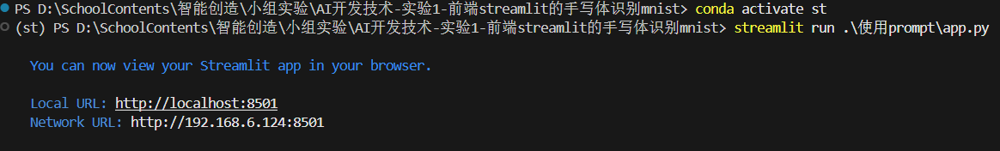 PS D:\SchoolContents\智能创造\小组实验\AI开发技术-实验1-前端streamlit的手写体识别mnist> conda activate st
(st) PS D:\SchoolContents\智能创造\小组实验\AI开发技术-实验1-前端streamlit的手写体识别mnist> streamlit run .\使用prompt\app.py
You can now view your Streamlit app in your browser.
Local URL: http://localhost:8501
Network URL: http://192.168.6.124:8501